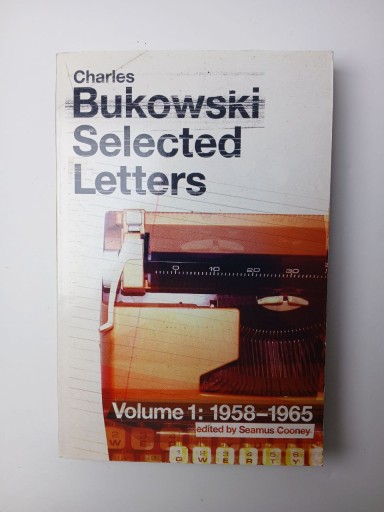 Charles
Bukowski
Selected
Letters
0 10 20 30
Volume 1: 1958–1965
edited by Seamus Cooney
Q W E R T Y